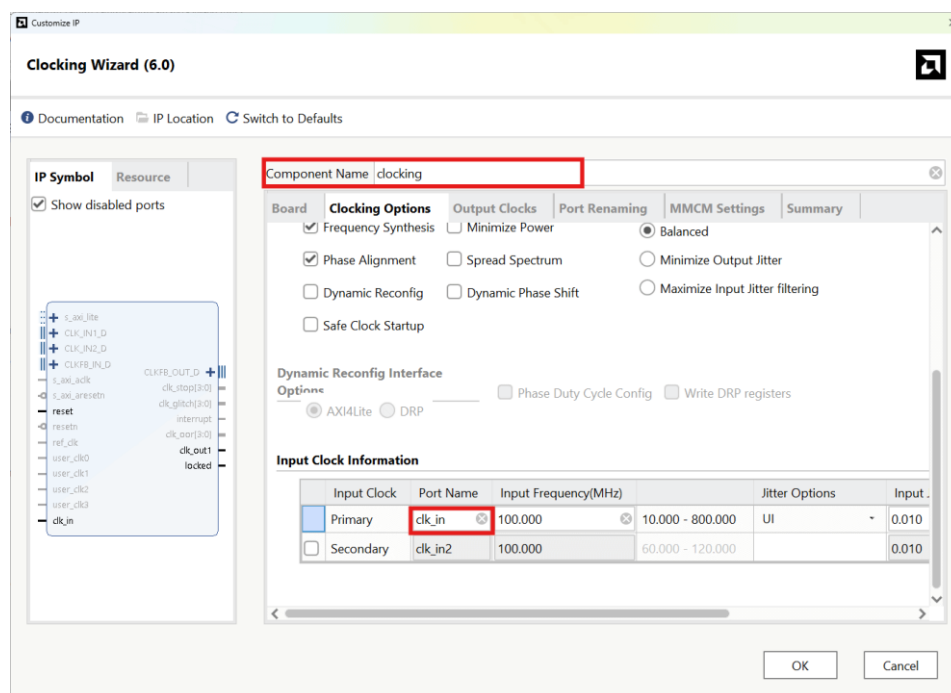 Customize IP
Clocking Wizard (6.0)
Documentation IP Location Switch to Defaults
IP Symbol Resource
Show disabled ports
s_axi_lite
CLK_IN1_D
CLK_IN2_D
CLKFB_IN_D
s_axi_aclk
s_axi_aresetn
reset
resetn
ref_clk
user_clk0
user_clk1
user_clk2
user_clk3
clk_in
CLKFB_OUT_D
clk_stop[3:0]
clk_glitch[3:0]
interrupt
clk_oor[3:0]
clk_out1
locked
Component Name clocking
Board Clocking Options Output Clocks Port Renaming MMCM Settings Summary
Frequency Synthesis Minimize Power Balanced
Phase Alignment Spread Spectrum Minimize Output Jitter
Dynamic Reconfig Dynamic Phase Shift Maximize Input Jitter filtering
Safe Clock Startup
Dynamic Reconfig Interface
Options Phase Duty Cycle Config Write DRP registers
AXI4Lite DRP
Input Clock Information
Input Clock Port Name Input Frequency(MHz) Jitter Options Input
Primary clk_in 100.000 10.000 - 800.000 UI 0.010
Secondary clk_in2 100.000 60.000 - 120.000 0.010
OK Cancel